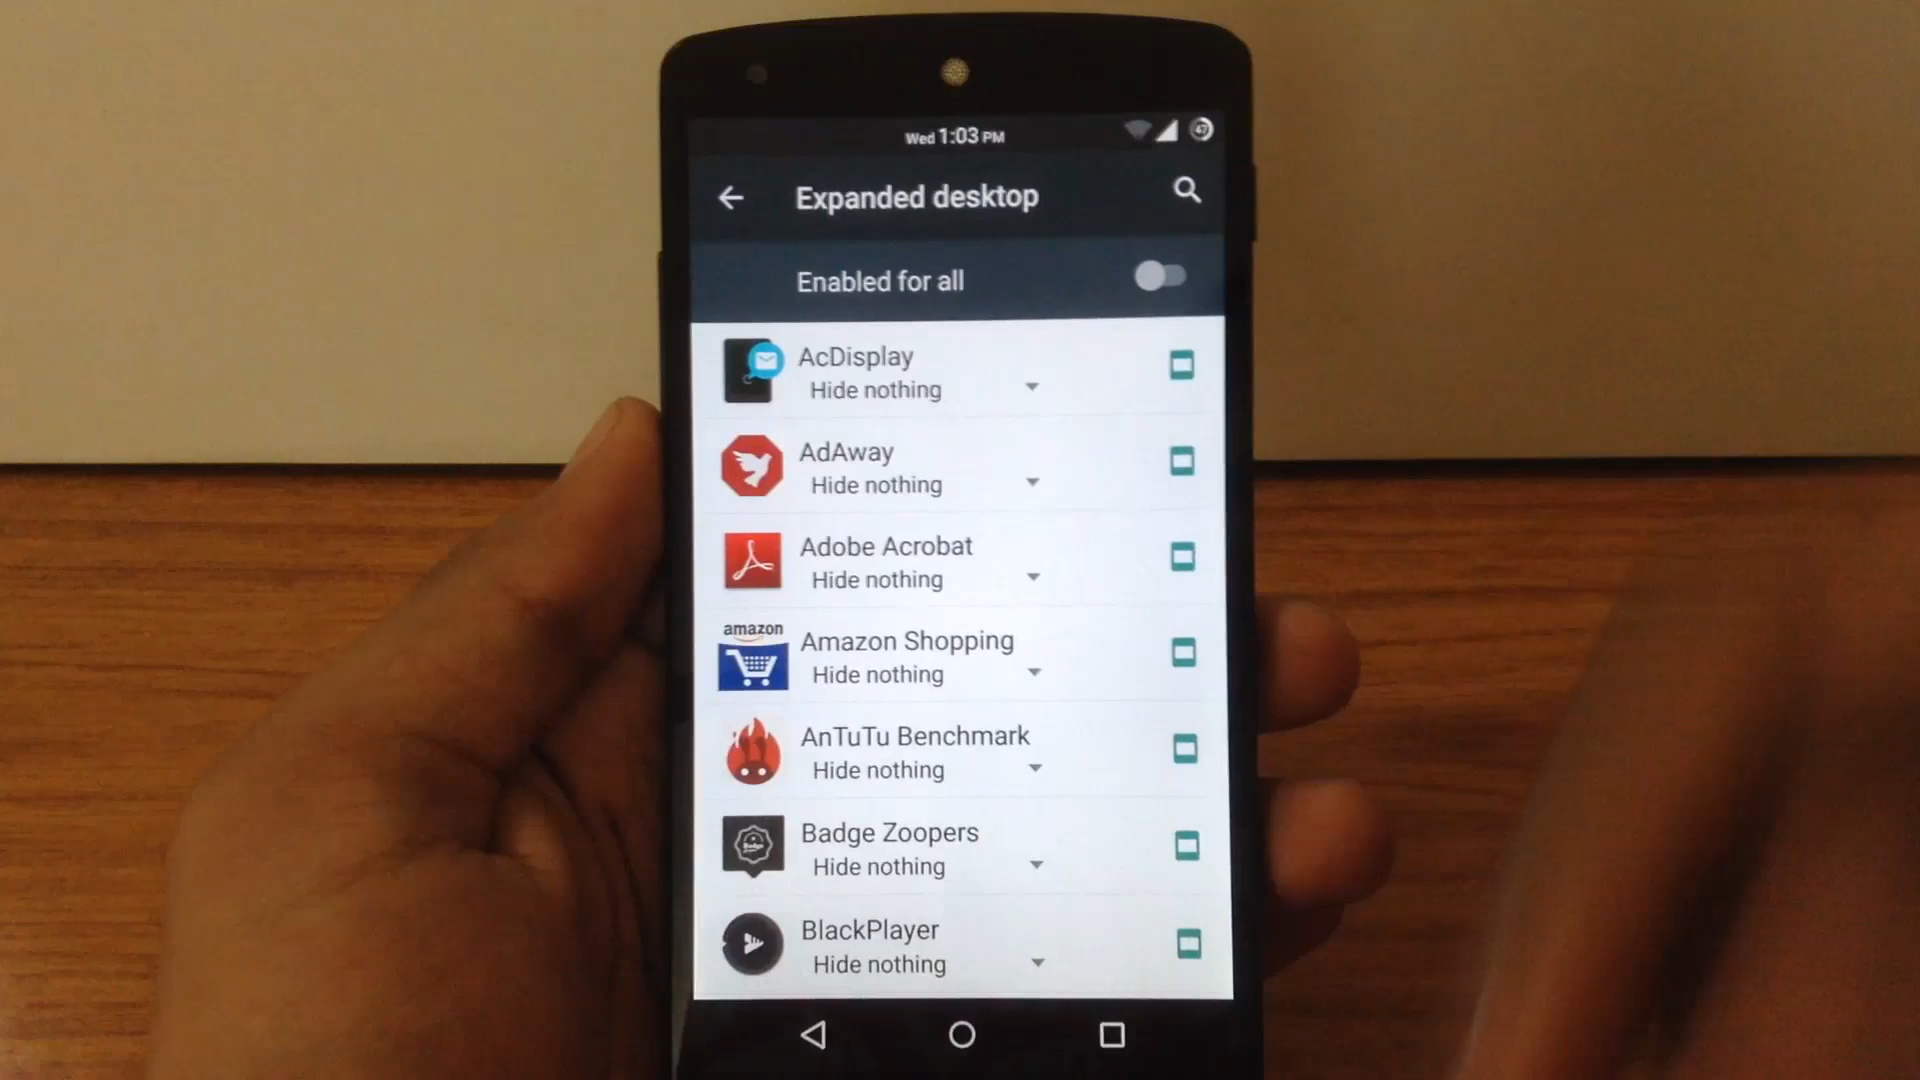 Wed 1:03 PM
47
Expanded desktop
Enabled for all
AcDisplay
Hide nothing
AdAway
Hide nothing
Adobe Acrobat
Hide nothing
amazon
Amazon Shopping
Hide nothing
AnTuTu Benchmark
Hide nothing
Badge Zoopers
Hide nothing
BlackPlayer
Hide nothing